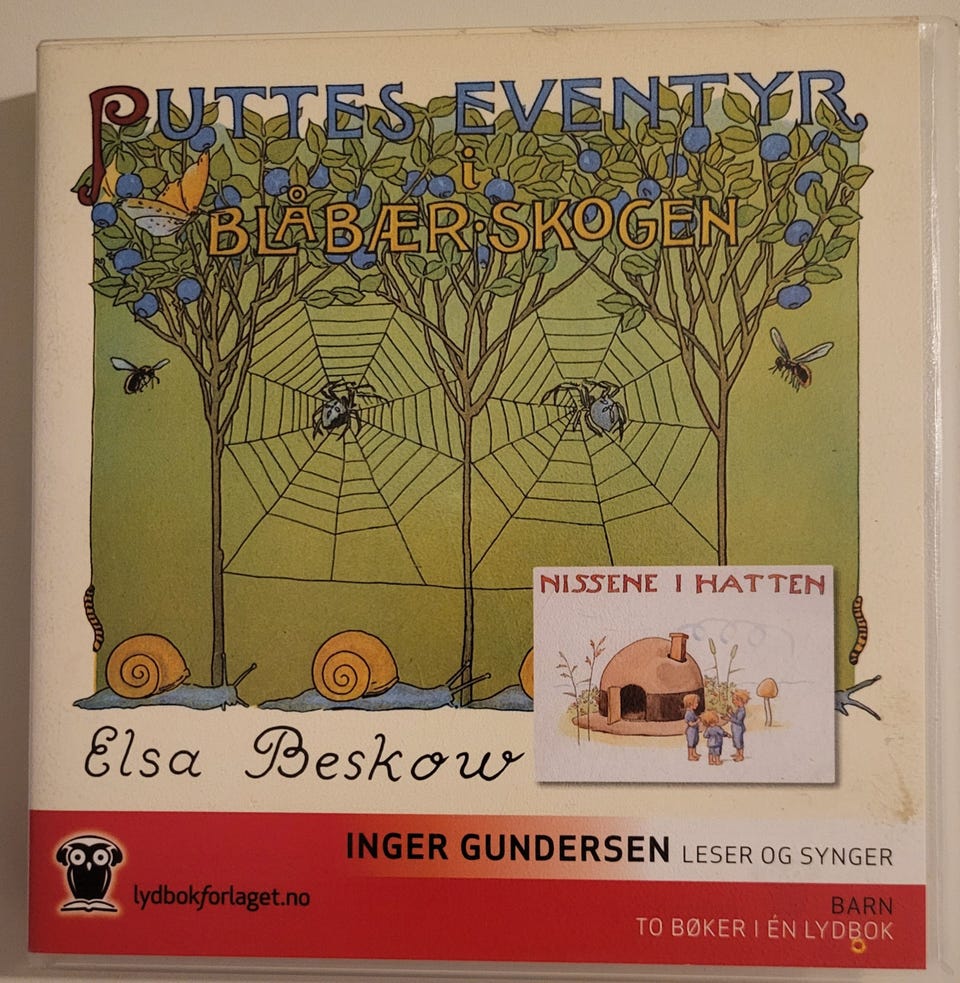 PUTTES EVENTYR
i
BLÅBÆR·SKOGEN
NISSENE I HATTEN
Elsa Beskow
INGER GUNDERSEN LESER OG SYNGER
lydbokforlaget.no
BARN
TO BØKER I ÉN LYDBOK